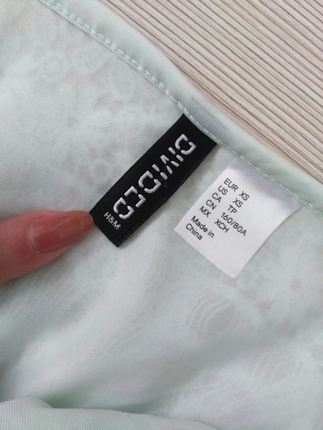 DIVIDED
H&M
EUR XS
US XS
CA TP
CN 160/80A
MX XCH
Made in
China